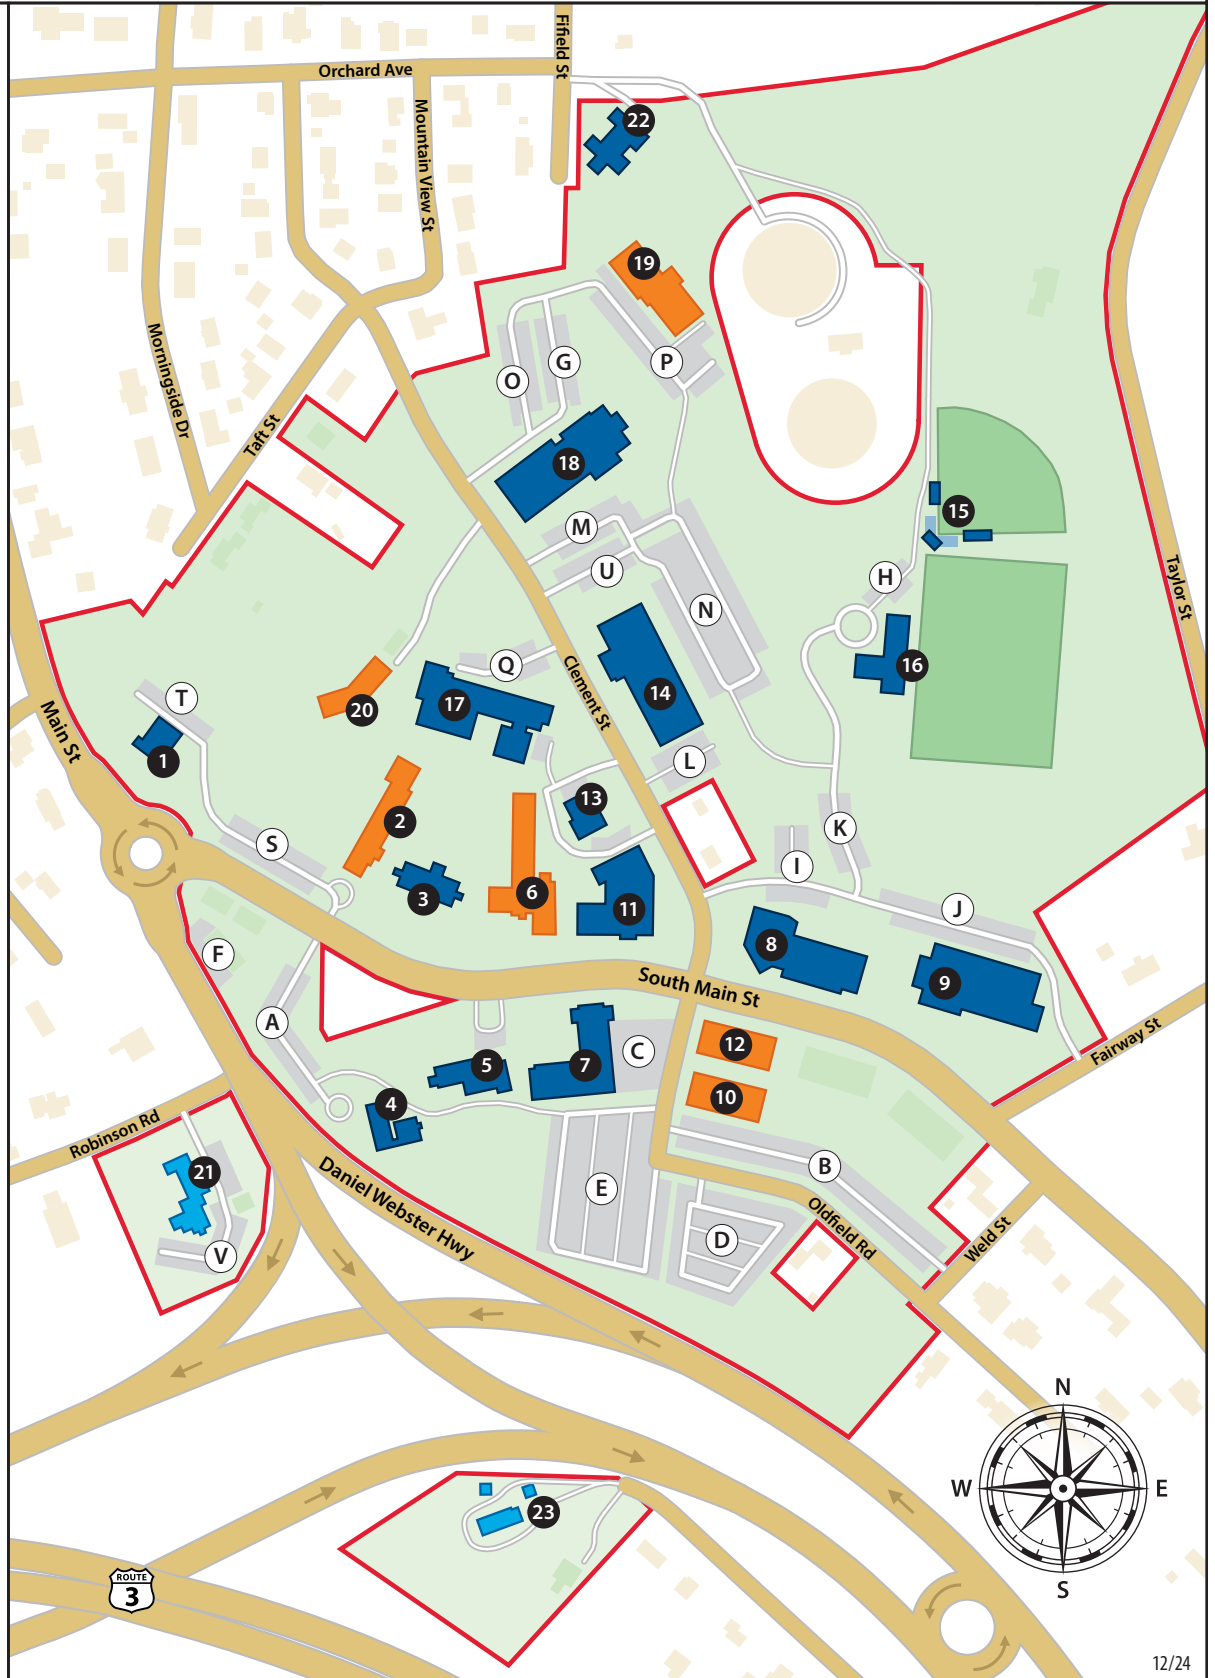 Fifield St
Orchard Ave
Mountain View St
22
19
Morningside Dr
G
P
O
Taft St
18
15
M
U
H
Taylor St
N
Q
Clement St
16
T
14
20
17
Main St
1
L
13
2
K
S
I
3
6
11
J
8
F
9
South Main St
A
12
C
Fairway St
5
7
10
4
Robinson Rd
B
21
E
Daniel Webster Hwy
Oldfield Rd
D
Weld St
V
N
W
E
23
ROUTE
3
S
12/24